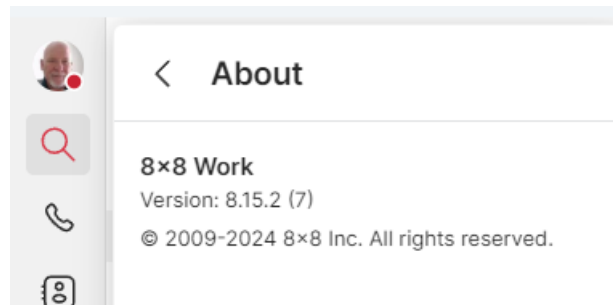 About
8×8 Work
Version: 8.15.2 (7)
© 2009-2024 8×8 Inc. All rights reserved.